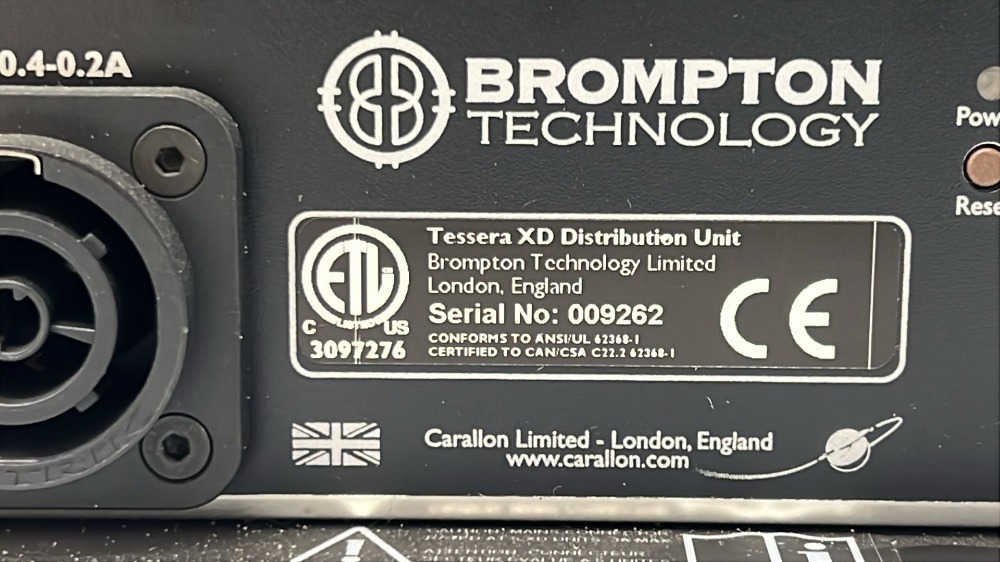 0.4-0.2A
BROMPTON
TECHNOLOGY
Pow
Rese
ETL
C LISTED US
3097276
Tessera XD Distribution Unit
Brompton Technology Limited
London, England
Serial No: 009262
CONFORMS TO ANSI/UL 62368-1
CERTIFIED TO CAN/CSA C22.2 62368-1
CE
Carallon Limited - London, England
www.carallon.com